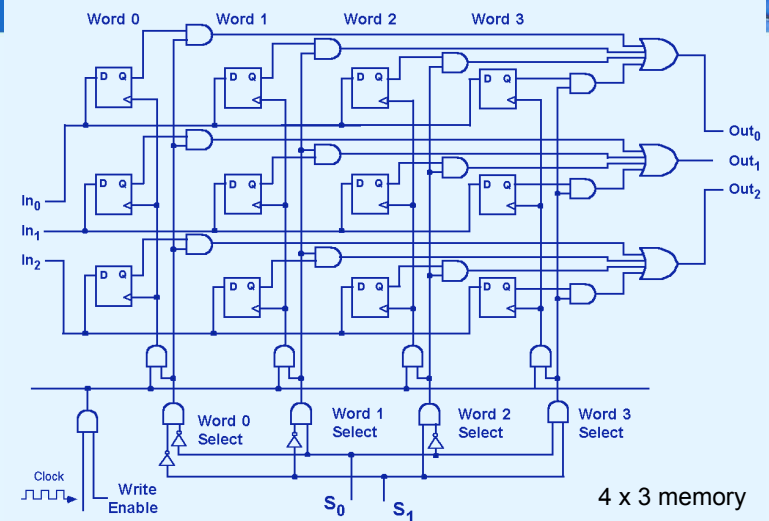 Word 0 Word 1 Word 2 Word 3
D Q D Q D Q D Q
Out₀
D Q D Q D Q D Q
Out₁
Out₂
In₀
In₁
In₂
D Q D Q D Q D Q
Word 0 Select
Word 1 Select
Word 2 Select
Word 3 Select
Clock
Write Enable
S₀ S₁
4 x 3 memory